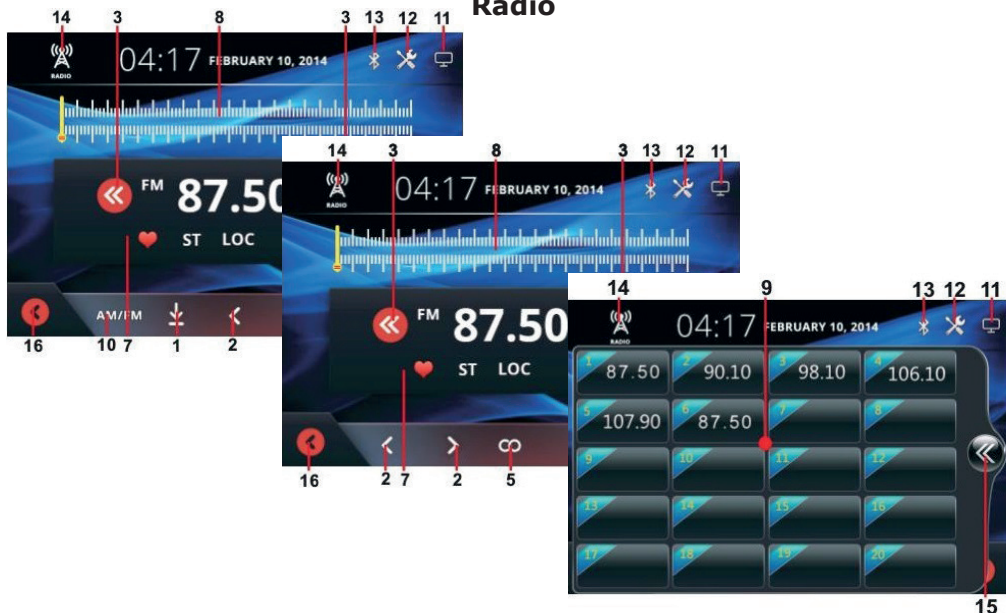 Radio
14 3 8 3 13 12 11
RADIO 04:17 FEBRUARY 10, 2014
FM 87.50
ST LOC
AM/FM
16 10 7 1 2
14 3 8 3 13 12 11
RADIO 04:17 FEBRUARY 10, 2014
FM 87.50
ST LOC
16 2 7 2 5
14 9 13 12 11
RADIO 04:17 FEBRUARY 10, 2014
1 87.50 2 90.10 3 98.10 4 106.10
5 107.90 6 87.50 7 8
9 10 11 12
13 14 15 16
17 18 19 20
15